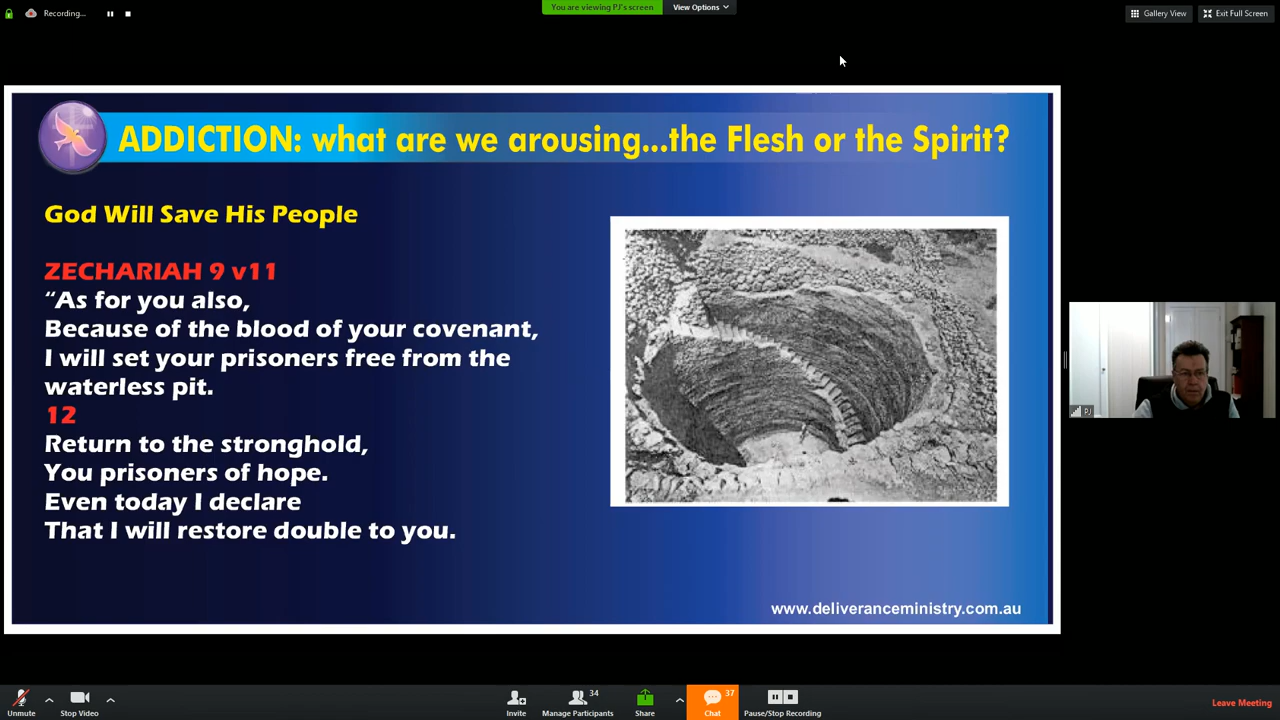 Recording...
You are viewing PJ's screen
View Options
Gallery View
Exit Full Screen
ADDICTION: what are we arousing...the Flesh or the Spirit?
God Will Save His People
ZECHARIAH 9 v11
“As for you also,
Because of the blood of your covenant,
I will set your prisoners free from the
waterless pit.
12
Return to the stronghold,
You prisoners of hope.
Even today I declare
That I will restore double to you.
www.deliveranceministry.com.au
PJ
Unmute
Stop Video
Invite
34
Manage Participants
Share
37
Chat
Pause/Stop Recording
Leave Meeting